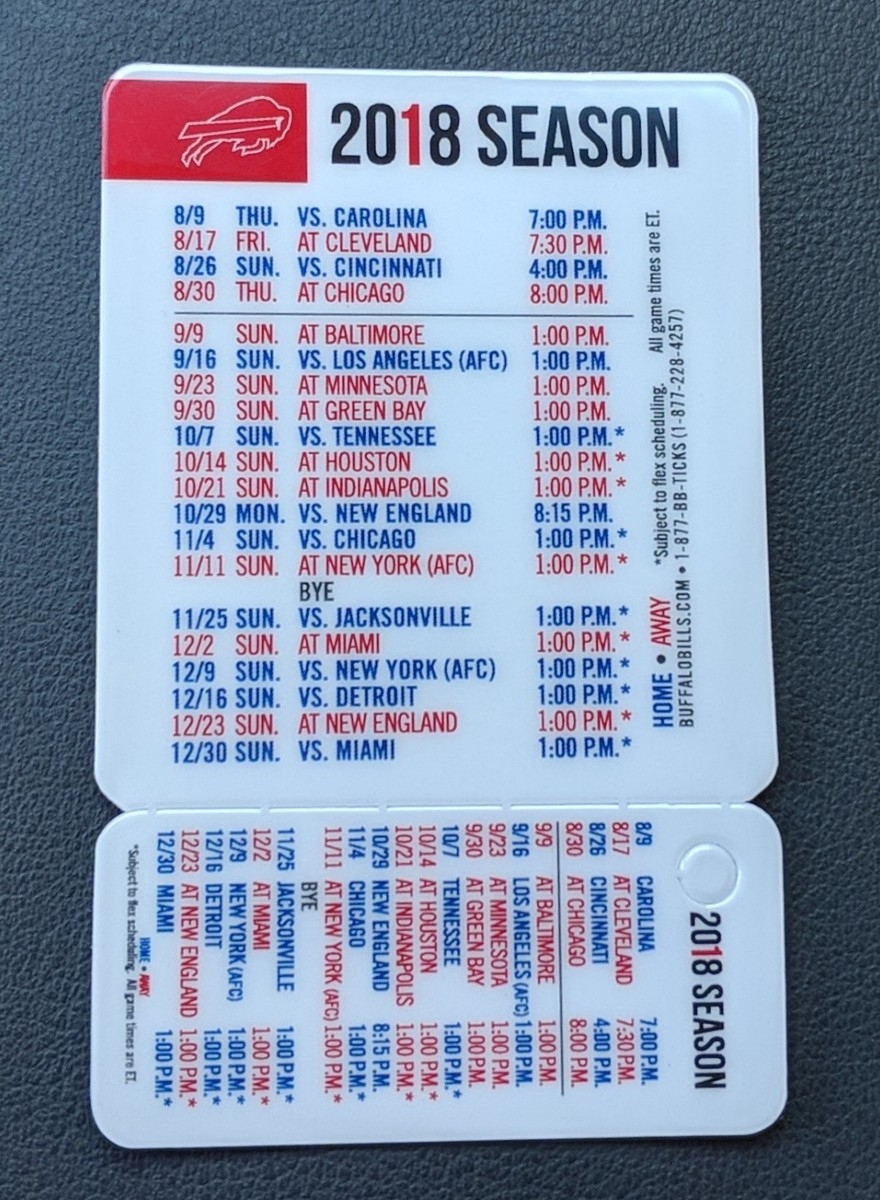 2018 SEASON
8/9 THU. VS. CAROLINA 7:00 P.M.
8/17 FRI. AT CLEVELAND 7:30 P.M.
8/26 SUN. VS. CINCINNATI 4:00 P.M.
8/30 THU. AT CHICAGO 8:00 P.M.
9/9 SUN. AT BALTIMORE 1:00 P.M.
9/16 SUN. VS. LOS ANGELES (AFC) 1:00 P.M.
9/23 SUN. AT MINNESOTA 1:00 P.M.
9/30 SUN. AT GREEN BAY 1:00 P.M.
10/7 SUN. VS. TENNESSEE 1:00 P.M.*
10/14 SUN. AT HOUSTON 1:00 P.M.*
10/21 SUN. AT INDIANAPOLIS 1:00 P.M.*
10/29 MON. VS. NEW ENGLAND 8:15 P.M.
11/4 SUN. VS. CHICAGO 1:00 P.M.*
11/11 SUN. AT NEW YORK (AFC) 1:00 P.M.*
BYE
11/25 SUN. VS. JACKSONVILLE 1:00 P.M.*
12/2 SUN. AT MIAMI 1:00 P.M.*
12/9 SUN. VS. NEW YORK (AFC) 1:00 P.M.*
12/16 SUN. VS. DETROIT 1:00 P.M.*
12/23 SUN. AT NEW ENGLAND 1:00 P.M.*
12/30 SUN. VS. MIAMI 1:00 P.M.*
HOME • AWAY *Subject to flex scheduling. All game times are ET.
BUFFALOBILLS.COM • 1-877-BB-TICKS (1-877-228-4257)
2018 SEASON
8/9 CAROLINA 7:00 P.M.
8/17 AT CLEVELAND 7:30 P.M.
8/26 CINCINNATI 4:00 P.M.
8/30 AT CHICAGO 8:00 P.M.
9/9 AT BALTIMORE 1:00 P.M.
9/16 LOS ANGELES (AFC) 1:00 P.M.
9/23 AT MINNESOTA 1:00 P.M.
9/30 AT GREEN BAY 1:00 P.M.
10/7 TENNESSEE 1:00 P.M.*
10/14 AT HOUSTON 1:00 P.M.*
10/21 AT INDIANAPOLIS 1:00 P.M.*
10/29 NEW ENGLAND 8:15 P.M.
11/4 CHICAGO 1:00 P.M.*
11/11 AT NEW YORK (AFC) 1:00 P.M.*
BYE
11/25 JACKSONVILLE 1:00 P.M.*
12/2 AT MIAMI 1:00 P.M.*
12/9 NEW YORK (AFC) 1:00 P.M.*
12/16 DETROIT 1:00 P.M.*
12/23 AT NEW ENGLAND 1:00 P.M.*
12/30 MIAMI 1:00 P.M.*
HOME • AWAY
*Subject to flex scheduling. All game times are ET.